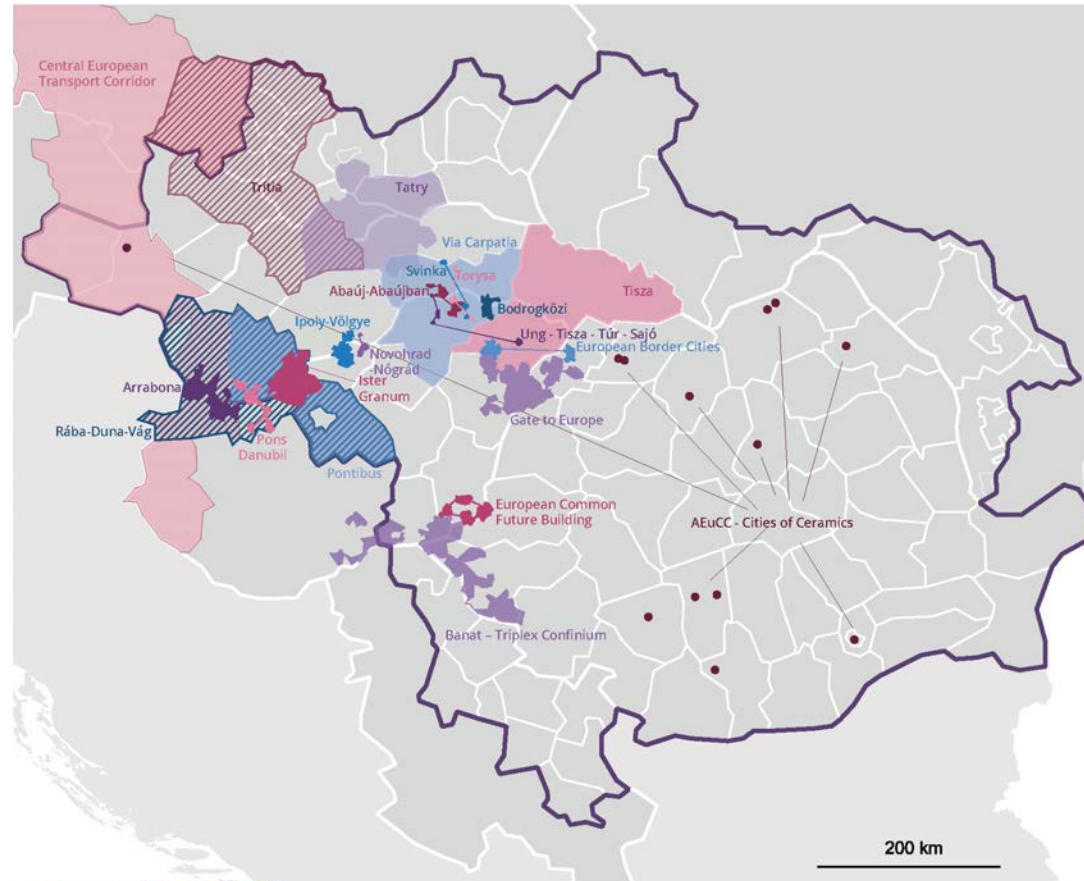 Central European
Transport Corridor
Tritia
Tatry
Via Carpatia
Svinka
Torysa
Abaúj-Abaújban
Tisza
Bodrogközi
Ipoly-Völgye
Ung - Tisza - Túr - Sajó
European Border Cities
Novohrad
-Nógrád
Arrabona
Ister
Granum
Gate to Europe
Rába-Duna-Vág
Pons
Danubii
Pontibus
European Common
Future Building
AEuCC - Cities of Ceramics
Banat – Triplex Confinium
200 km